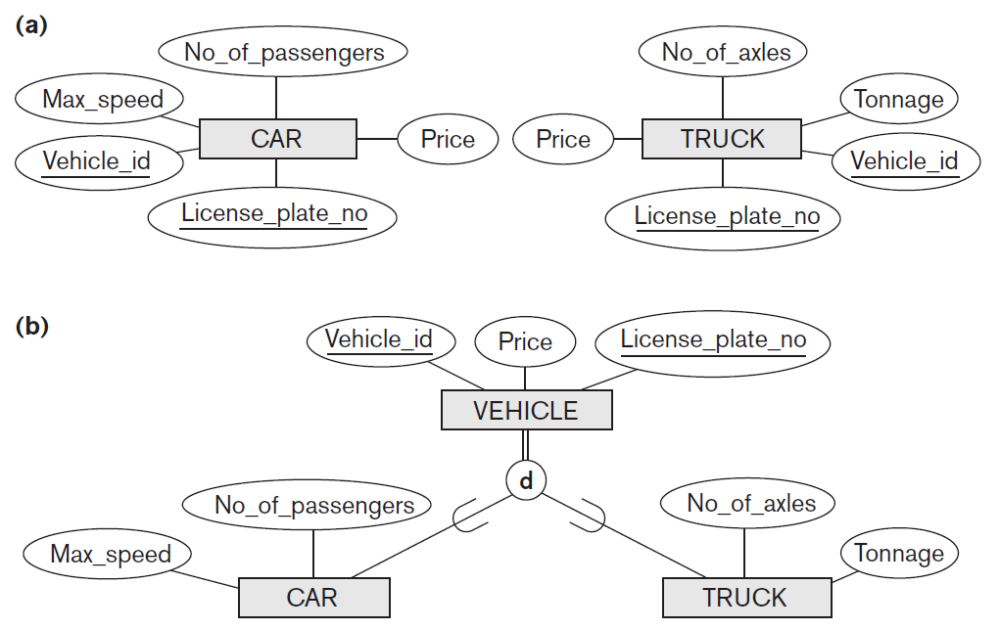 (a)
No_of_passengers
No_of_axles
Max_speed
Tonnage
CAR
Price
Price
TRUCK
Vehicle_id
Vehicle_id
License_plate_no
License_plate_no
(b)
Vehicle_id
Price
License_plate_no
VEHICLE
d
No_of_passengers
No_of_axles
Max_speed
Tonnage
CAR
TRUCK